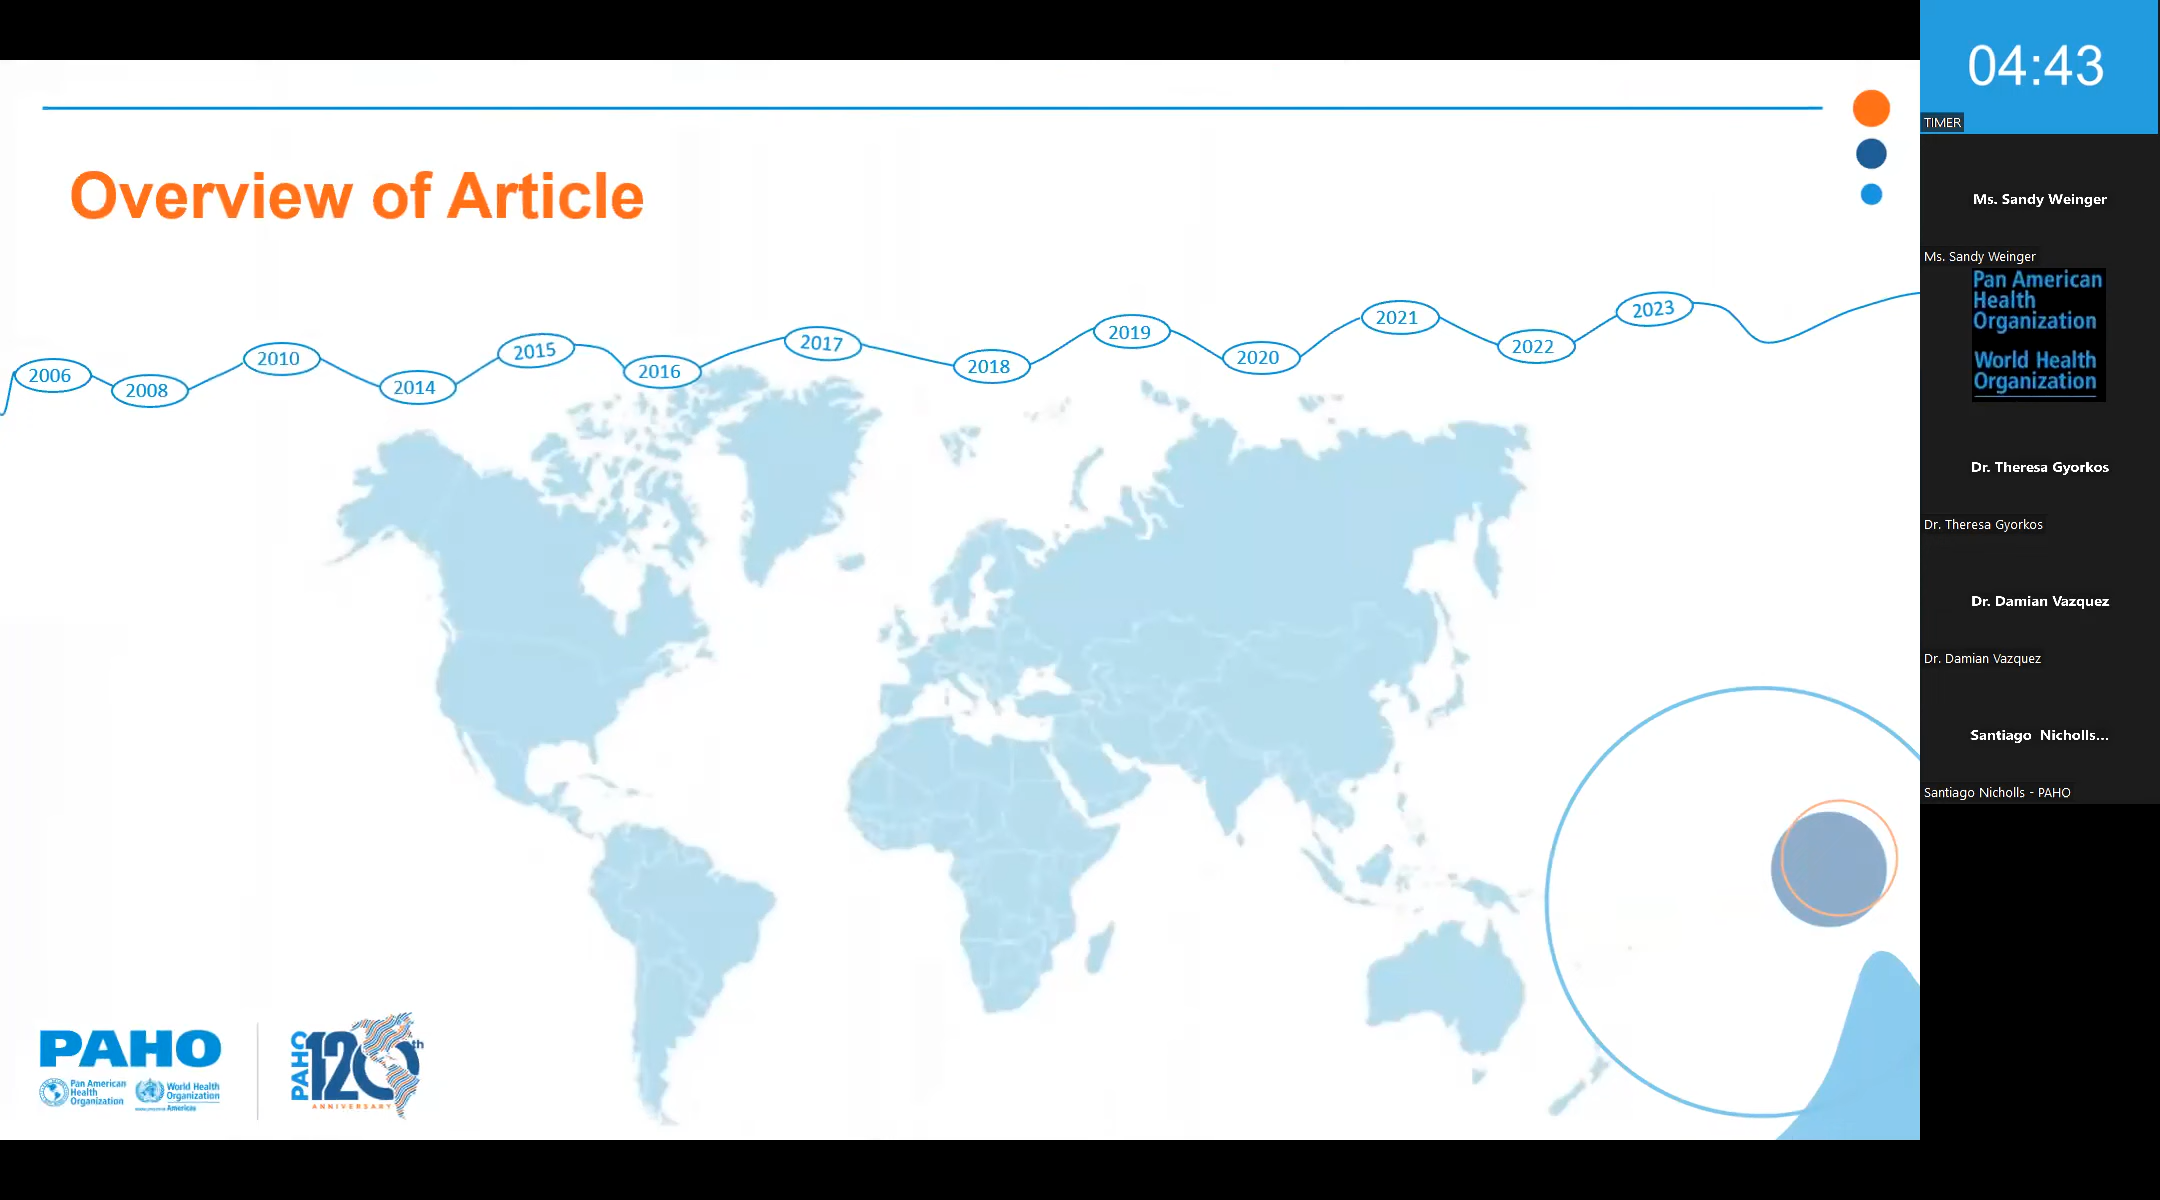 04:43
TIMER
Overview of Article
2006
2008
2010
2014
2015
2016
2017
2018
2019
2020
2021
2022
2023
Ms. Sandy Weinger
Ms. Sandy Weinger
Pan American
Health
Organization
World Health
Organization
Dr. Theresa Gyorkos
Dr. Theresa Gyorkos
Dr. Damian Vazquez
Dr. Damian Vazquez
Santiago Nicholls...
Santiago Nicholls - PAHO
PAHO
Pan American
Health
Organization
World Health
Organization
Americas
PAHO
120th
ANNIVERSARY